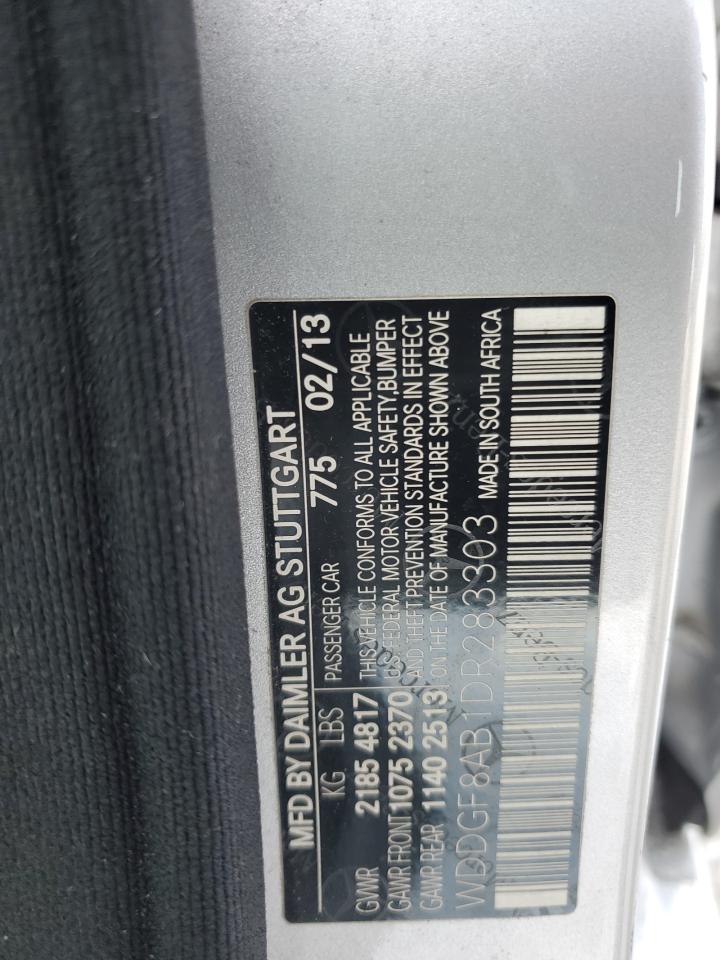 MFD BY DAIMLER AG STUTTGART
KG LBS PASSENGER CAR 775 02/13
GVWR 2185 4817 THIS VEHICLE CONFORMS TO ALL APPLICABLE
GAWR FRONT 1075 2370 US FEDERAL MOTOR VEHICLE SAFETY,BUMPER
GAWR REAR 1140 2513 AND THEFT PREVENTION STANDARDS IN EFFECT
ON THE DATE OF MANUFACTURE SHOWN ABOVE
WDDGF8AB1DR283303 MADE IN SOUTH AFRICA